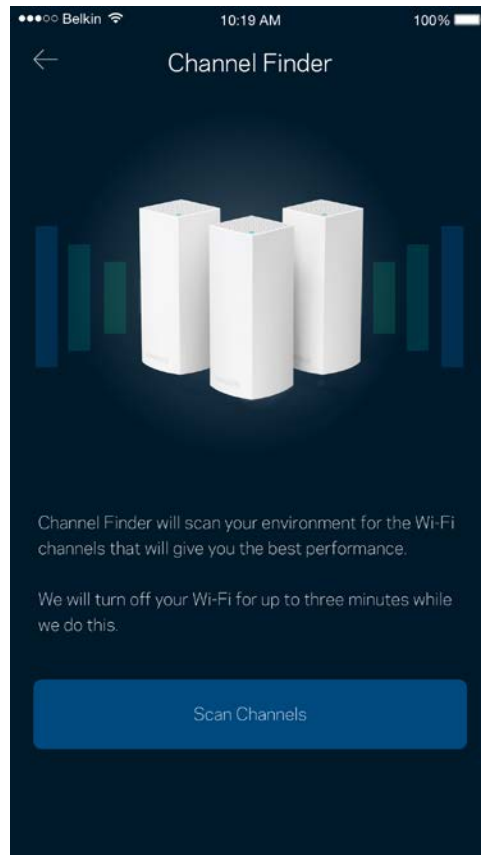 Belkin 10:19 AM 100%
Channel Finder
Channel Finder will scan your environment for the Wi-Fi
channels that will give you the best performance.
We will turn off your Wi-Fi for up to three minutes while
we do this.
Scan Channels